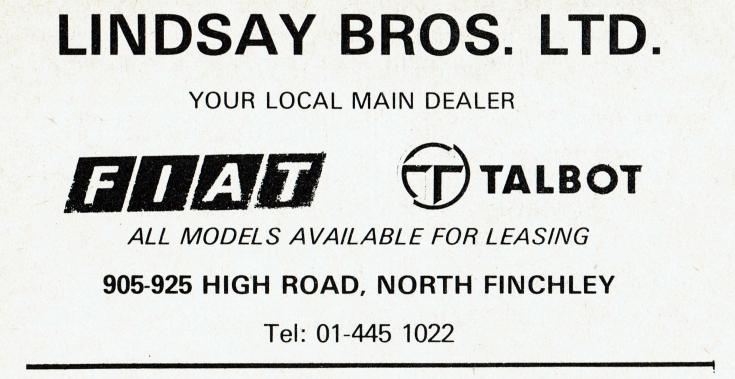 LINDSAY BROS. LTD.
YOUR LOCAL MAIN DEALER
FIAT TALBOT
ALL MODELS AVAILABLE FOR LEASING
905-925 HIGH ROAD, NORTH FINCHLEY
Tel: 01-445 1022